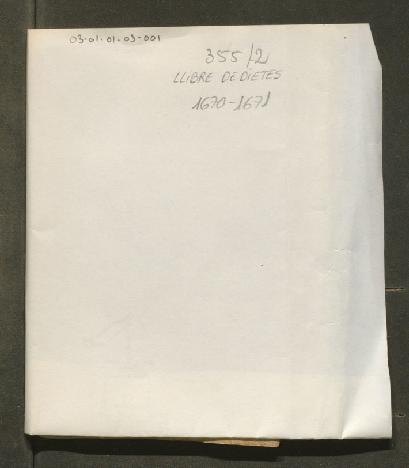 03-01-01-03-001
355/2
LLIBRE DE DIETES
1670-1671